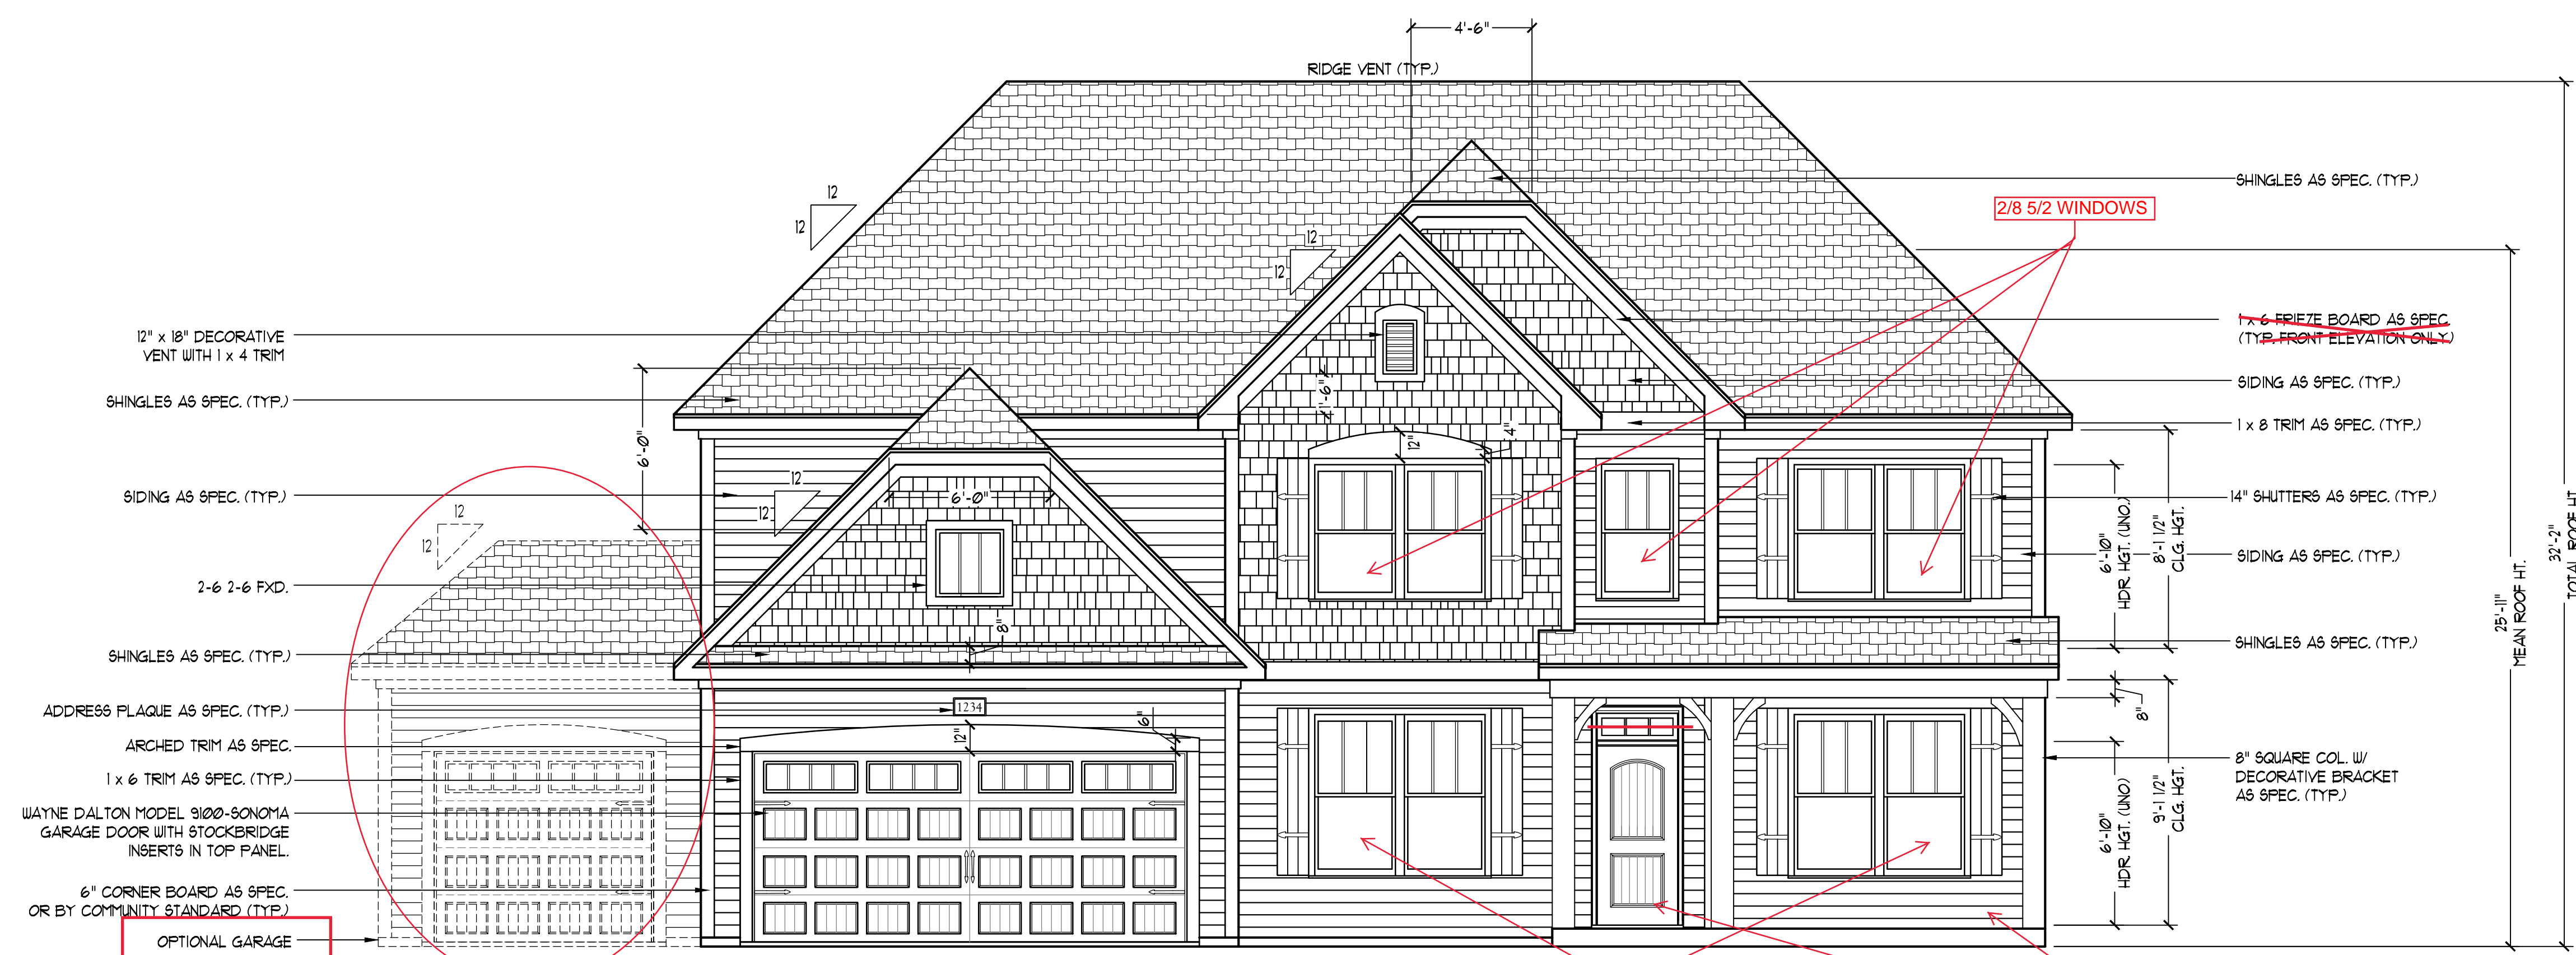 4'-6"
RIDGE VENT (TYP.)
12
12
12
12
SHINGLES AS SPEC. (TYP.)
2/8 5/2 WINDOWS
12" x 18" DECORATIVE
VENT WITH 1 x 4 TRIM
SHINGLES AS SPEC. (TYP.)
6'-0"
SIDING AS SPEC. (TYP.)
12
12
12
12
6'-0"
2-6 2-6 FXD.
8"
SHINGLES AS SPEC. (TYP.)
ADDRESS PLAQUE AS SPEC. (TYP.)
1234
ARCHED TRIM AS SPEC.
12"
6"
1 x 6 TRIM AS SPEC. (TYP.)
WAYNE DALTON MODEL 9100-SONOMA
GARAGE DOOR WITH STOCKBRIDGE
INSERTS IN TOP PANEL.
6" CORNER BOARD AS SPEC.
OR BY COMMUNITY STANDARD (TYP.)
OPTIONAL GARAGE
1'-6"
12"
4"
1 x 6 FRIEZE BOARD AS SPEC.
(TYP. FRONT ELEVATION ONLY)
SIDING AS SPEC. (TYP.)
1 x 8 TRIM AS SPEC. (TYP.)
14" SHUTTERS AS SPEC. (TYP.)
SIDING AS SPEC. (TYP.)
SHINGLES AS SPEC. (TYP.)
8" SQUARE COL. W/
DECORATIVE BRACKET
AS SPEC. (TYP.)
6'-10"
HDR HGT. (UNO.)
8'-1 1/2"
CLG. HGT.
8"
6'-10"
HDR HGT. (UNO)
9'-1 1/2"
CLG. HGT.
25'-11"
MEAN ROOF HT.
32'-2"
TOTAL ROOF HT.